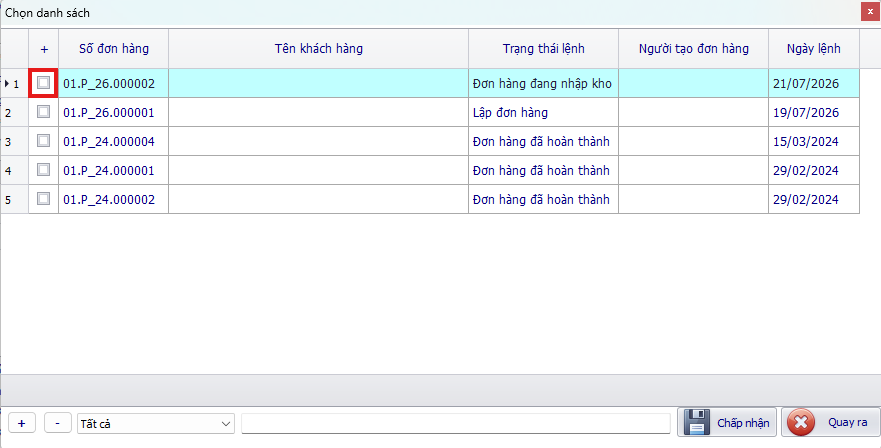 Chọn danh sách
x
+ Số đơn hàng Tên khách hàng Trạng thái lệnh Người tạo đơn hàng Ngày lệnh
1 01.P_26.000002 Đơn hàng đang nhập kho 21/07/2026
2 01.P_26.000001 Lập đơn hàng 19/07/2026
3 01.P_24.000004 Đơn hàng đã hoàn thành 15/03/2024
4 01.P_24.000001 Đơn hàng đã hoàn thành 29/02/2024
5 01.P_24.000002 Đơn hàng đã hoàn thành 29/02/2024
+ - Tất cả Chấp nhận Quay ra